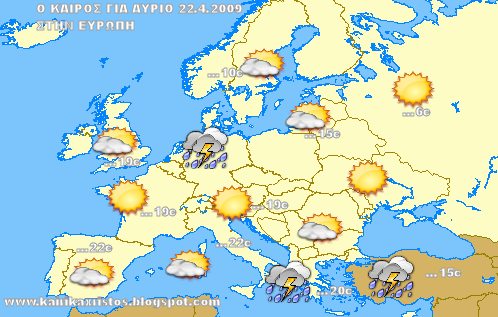 Ο ΚΑΙΡΟΣ ΓΙΑ ΑΥΡΙΟ 22.4.2009
ΣΤΗΝ ΕΥΡΩΠΗ
... 10c
... 6c
... 15c
19c
... 19c
... 19c
...22c
...22c
... 15c
...20c
www.kairikaxristos.blogspot.com